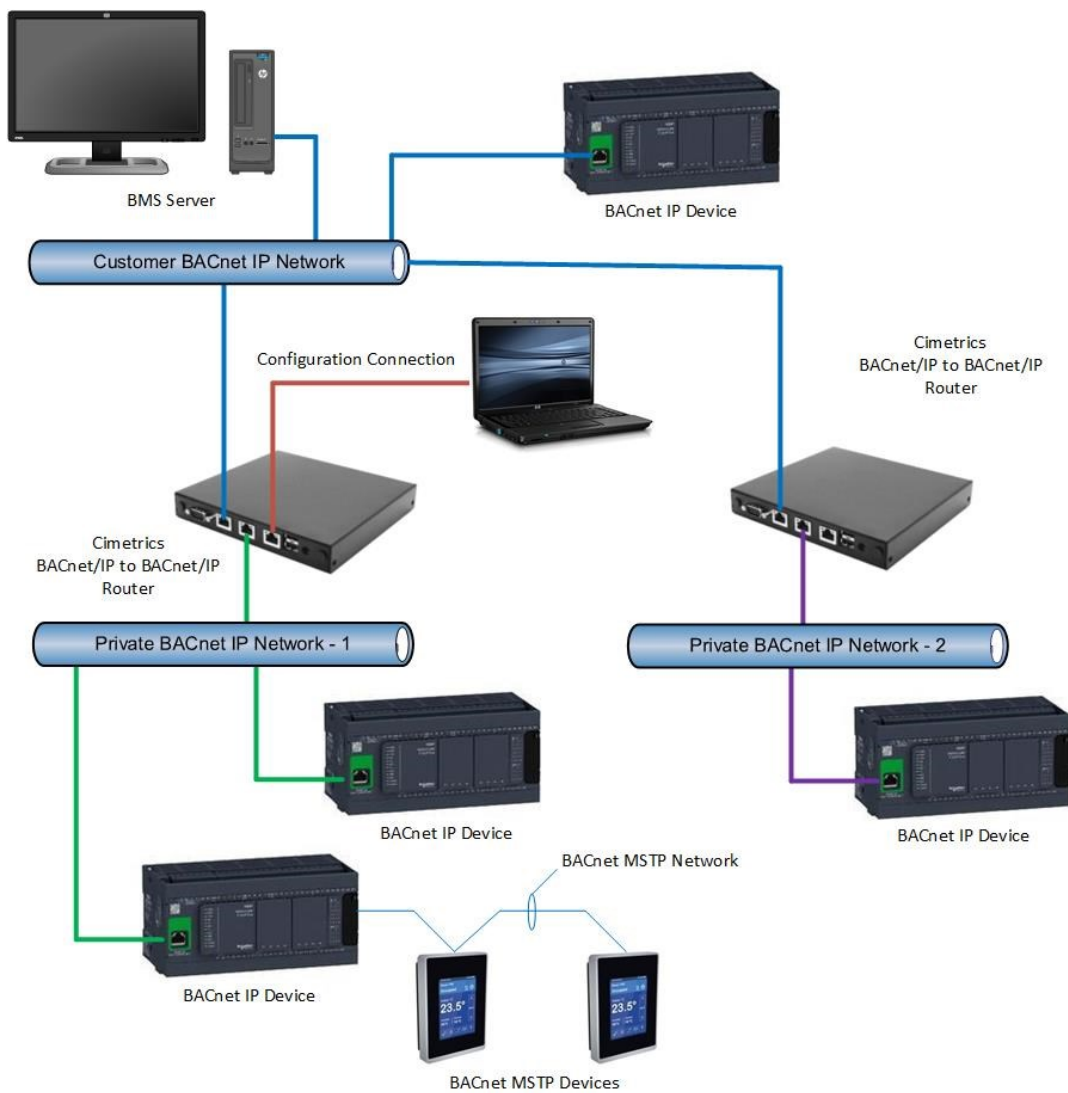 BMS Server
BACnet IP Device
Customer BACnet IP Network
Configuration Connection
Cimetrics
BACnet/IP to BACnet/IP
Router
Cimetrics
BACnet/IP to BACnet/IP
Router
Private BACnet IP Network - 1
Private BACnet IP Network - 2
BACnet IP Device
BACnet IP Device
BACnet MSTP Network
BACnet IP Device
23.5°
23.5°
BACnet MSTP Devices